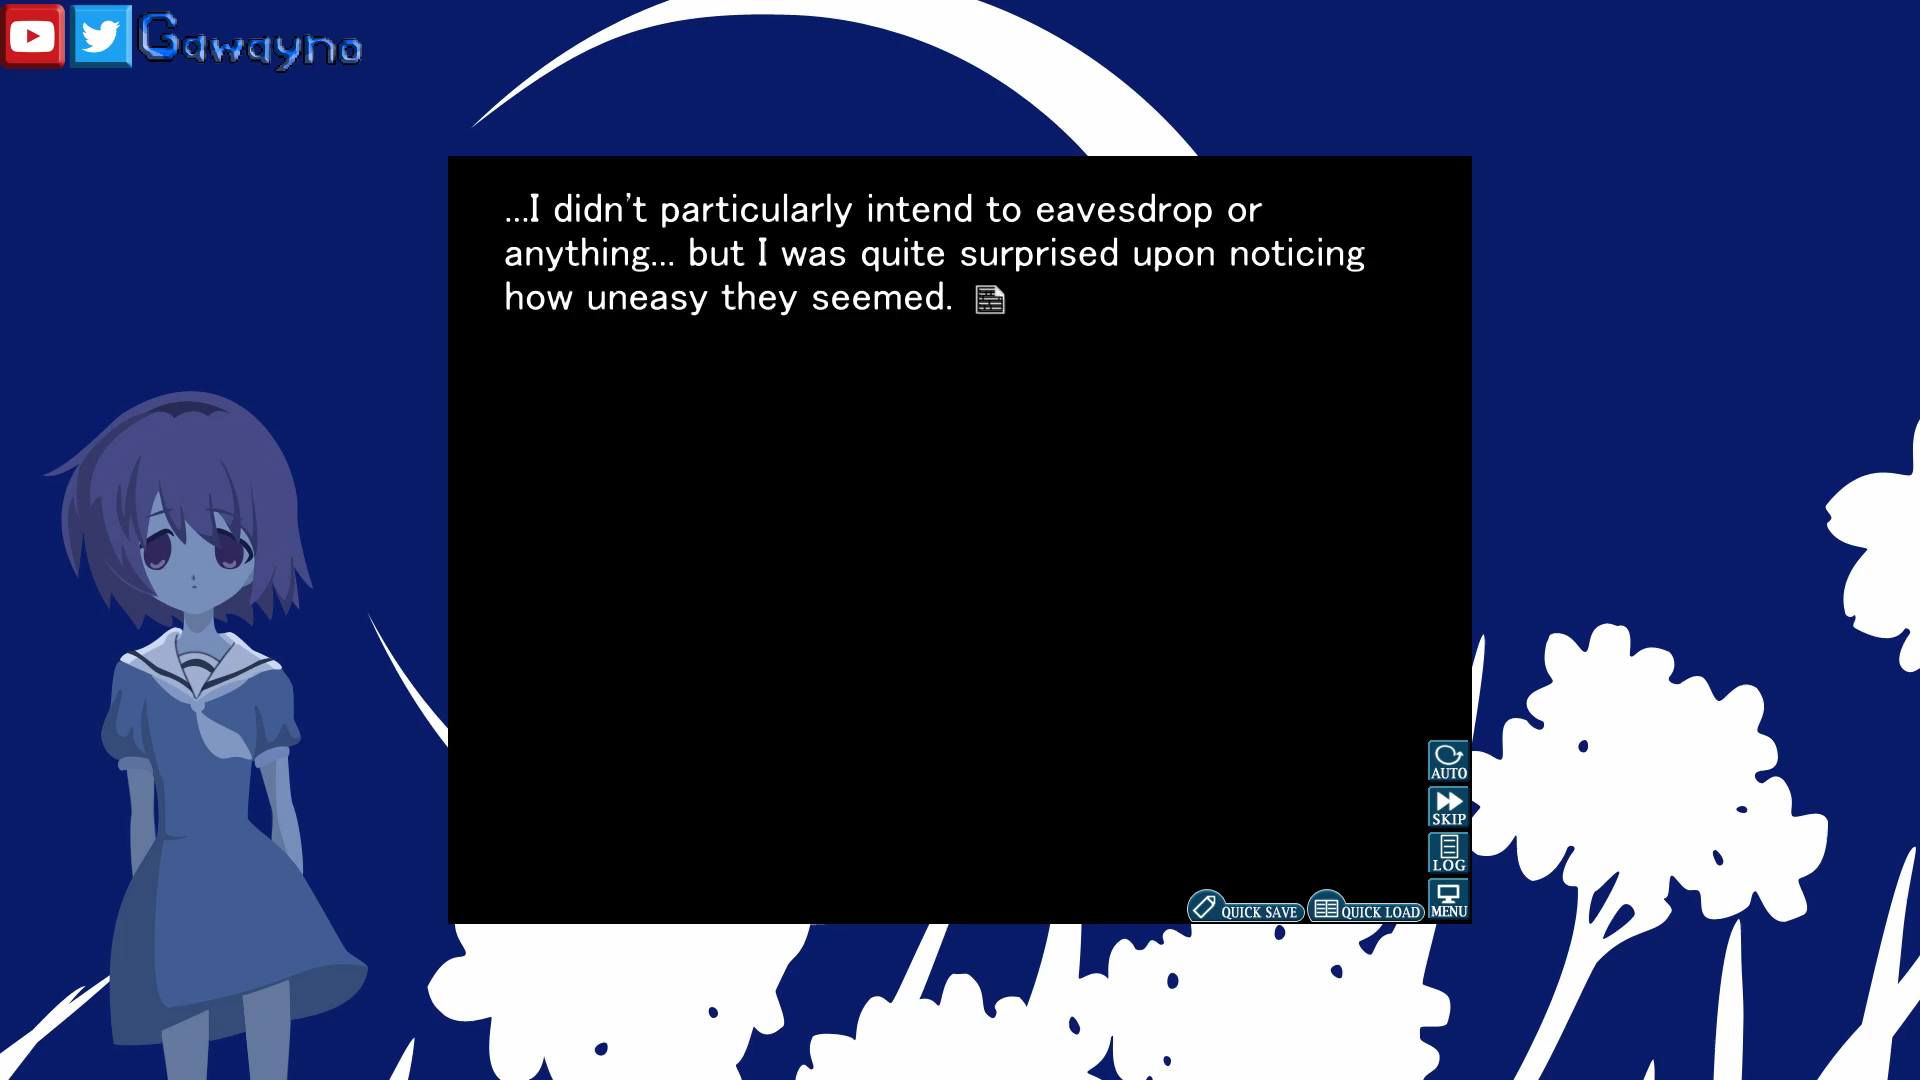 Gawayno
...I didn't particularly intend to eavesdrop or
anything... but I was quite surprised upon noticing
how uneasy they seemed.
AUTO
SKIP
LOG
MENU
QUICK SAVE
QUICK LOAD